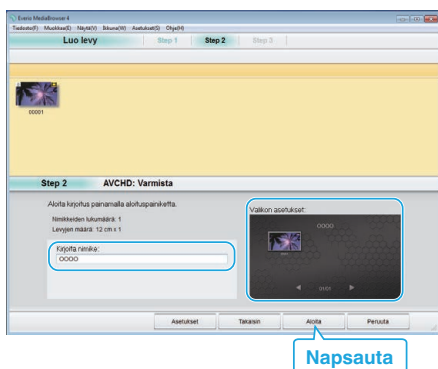 Everio MediaBrowser 4
Tiedosto(F) Muokkaa(E) Näytä(V) Ikkuna(W) Asetukset(S) Ohje(H)
Luo levy Step 1 Step 2 Step 3
00001
Step 2 AVCHD: Varmista
Aloita kirjoitus painamalla aloituspainiketta.
Nimikkeiden lukumäärä: 1
Levyjen määrä: 12 cm x 1
Kirjoita nimike:
OOOO
Valikon asetukset:
OOOO
01/01
Asetukset Takaisin Aloita Peruuta
Napsauta